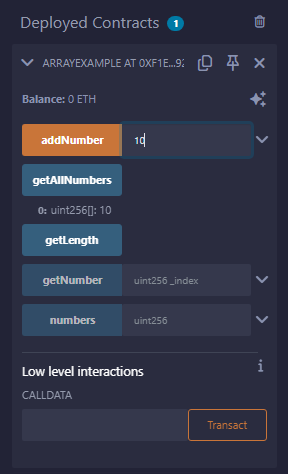 Deployed Contracts 1
ARRAYEXAMPLE AT 0XF1E...92
Balance: 0 ETH
addNumber 10
getAllNumbers
0: uint256[]: 10
getLength
getNumber uint256 _index
numbers uint256
Low level interactions i
CALLDATA
Transact